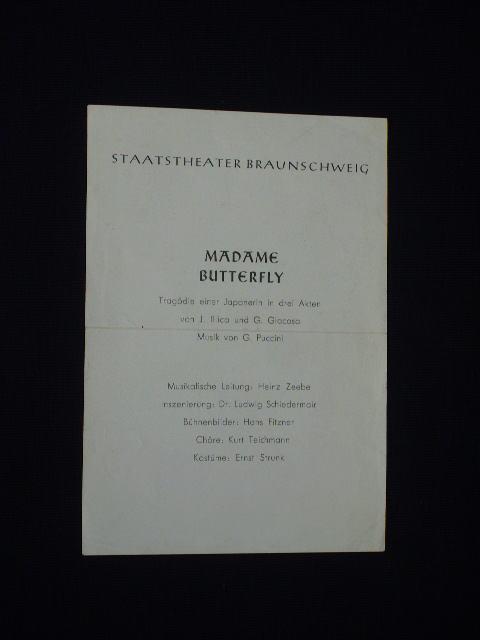 STAATSTHEATER BRAUNSCHWEIG
MADAME
BUTTERFLY
Tragödie einer Japanerin in drei Akten
von J. Illica und G. Giacosa
Musik von G. Puccini
Musikalische Leitung: Heinz Zeebe
Inszenierung: Dr. Ludwig Schiedermair
Bühnenbilder: Hans Fitzner
Chöre: Kurt Teichmann
Kostüme: Ernst Strunk